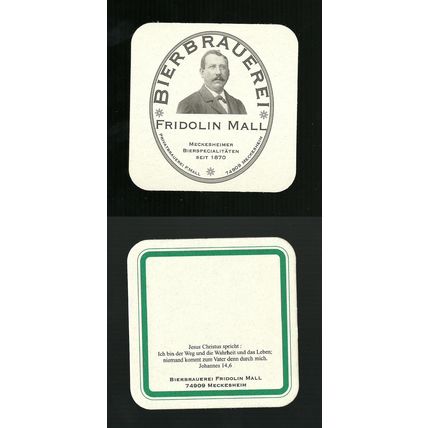 BIERBRAUEREI
FRIDOLIN MALL
MECKESHEIMER
BIERSPECIALITÄTEN
SEIT 1870
PRIVATBRAUEREI F. MALL
74909 MECKESHEIM
Jesus Christus spricht :
Ich bin der Weg und die Wahrheit und das Leben;
niemand kommt zum Vater denn durch mich.
Johannes 14,6
BIERBRAUEREI FRIDOLIN MALL
74909 MECKESHEIM